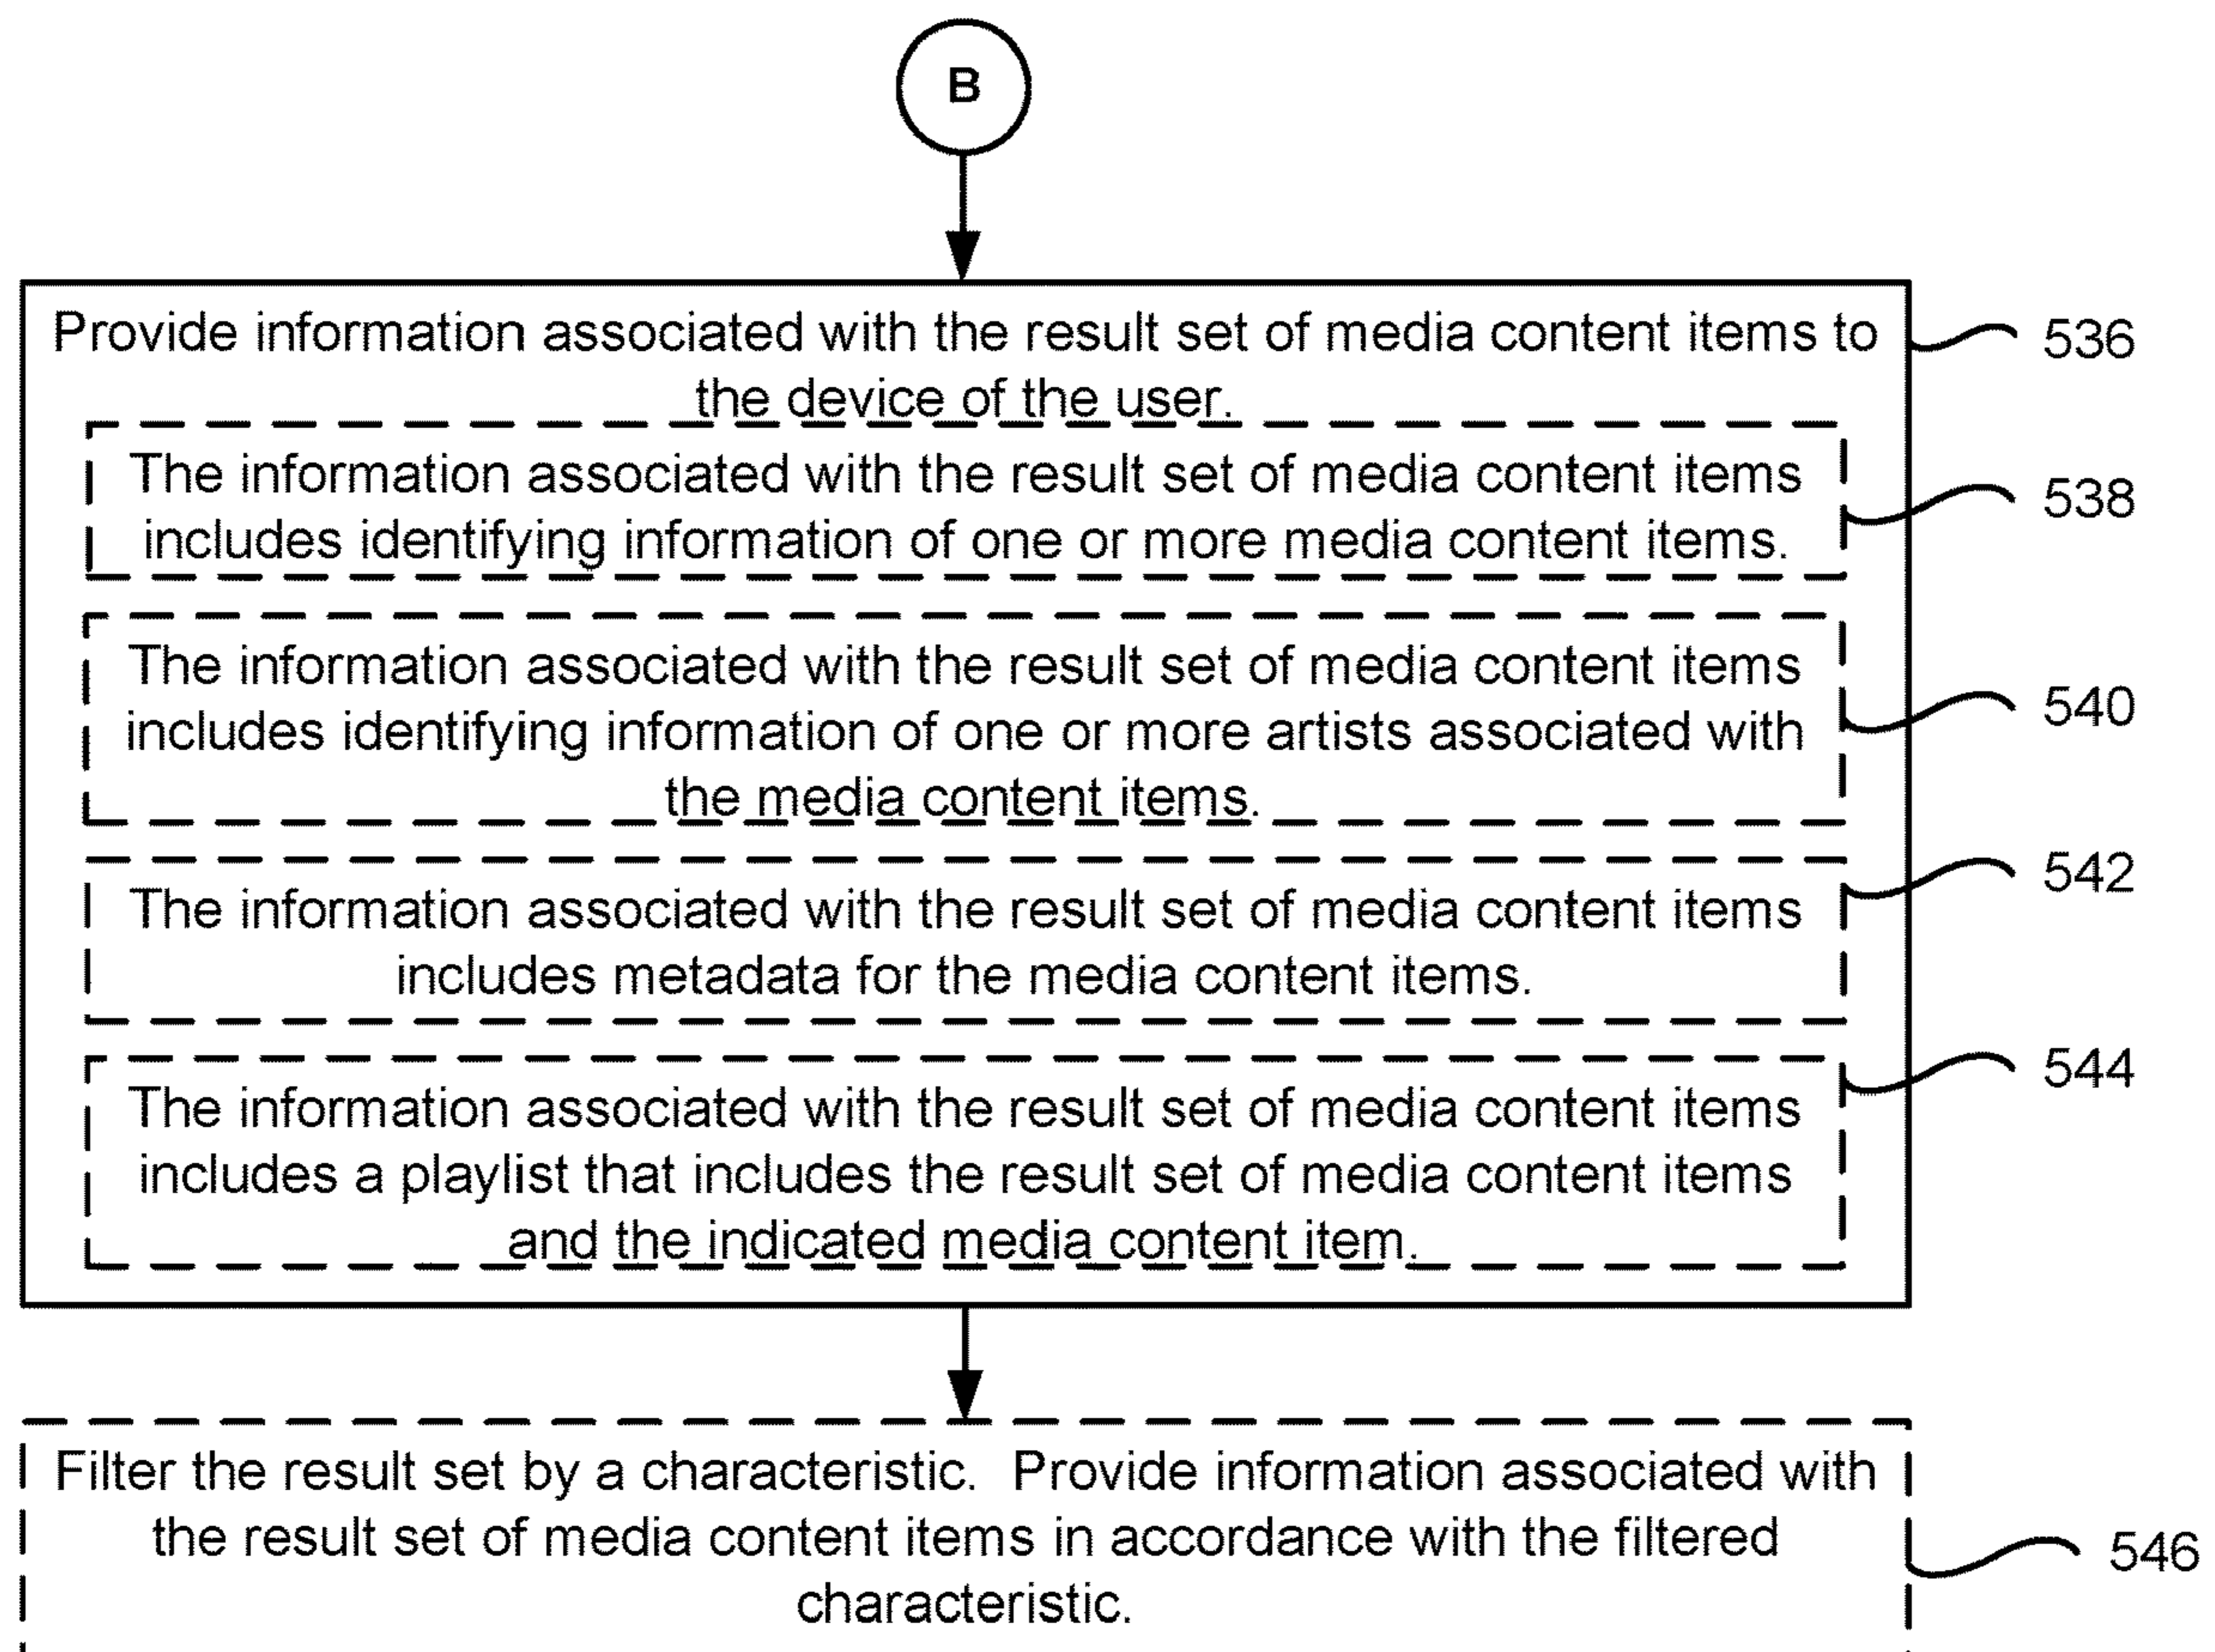 B
Provide information associated with the result set of media content items to
the device of the user.
536
The information associated with the result set of media content items
includes identifying information of one or more media content items.
538
The information associated with the result set of media content items
includes identifying information of one or more artists associated with
the media content items.
540
The information associated with the result set of media content items
includes metadata for the media content items.
542
The information associated with the result set of media content items
includes a playlist that includes the result set of media content items
and the indicated media content item.
544
Filter the result set by a characteristic.  Provide information associated with
the result set of media content items in accordance with the filtered
characteristic.
546